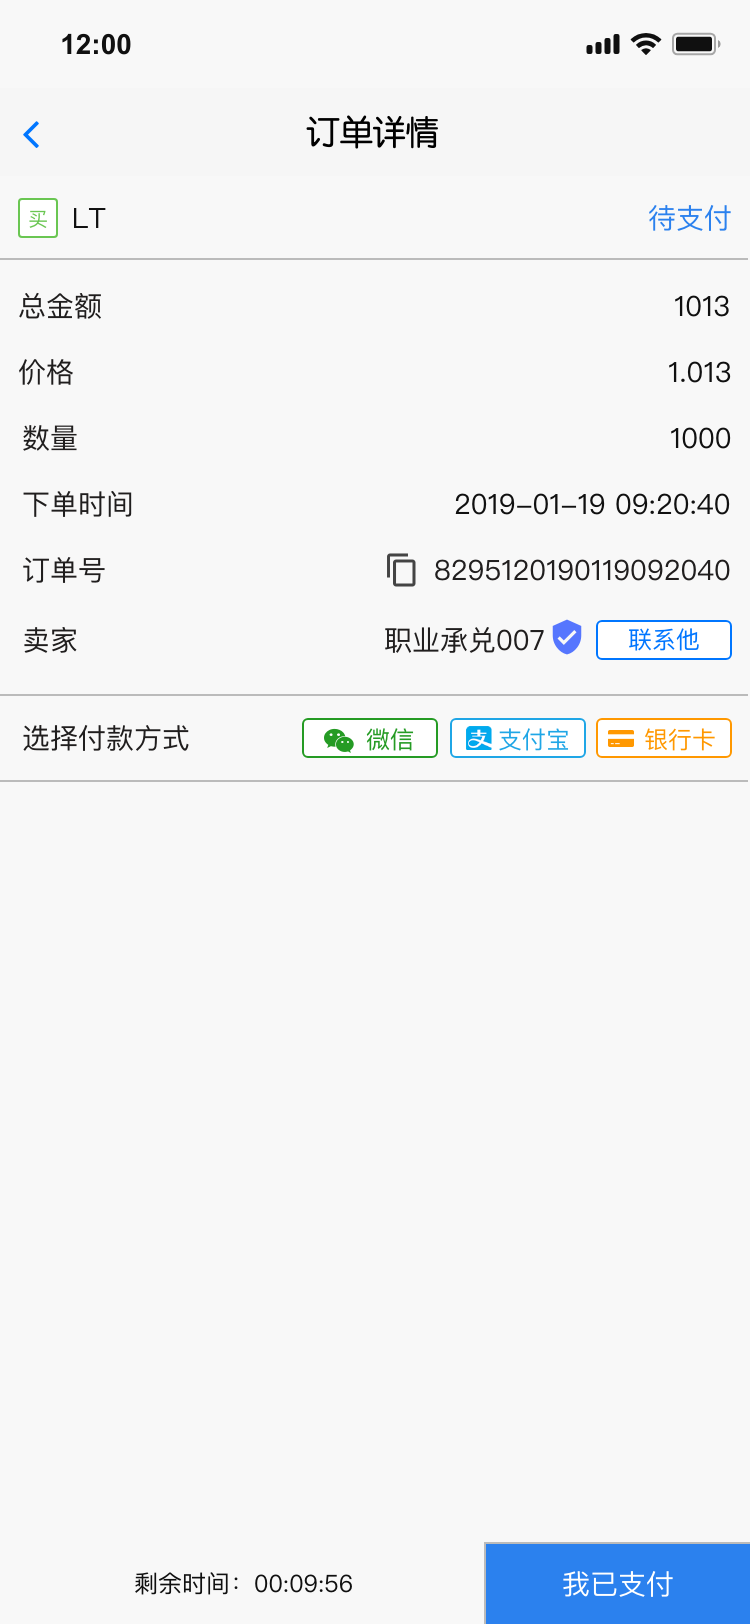 12:00
订单详情
买 LT 待支付
总金额 1013
价格 1.013
数量 1000
下单时间 2019-01-19 09:20:40
订单号 8295120190119092040
卖家 职业承兑007 联系他
选择付款方式 微信 支付宝 银行卡
剩余时间：00:09:56 我已支付